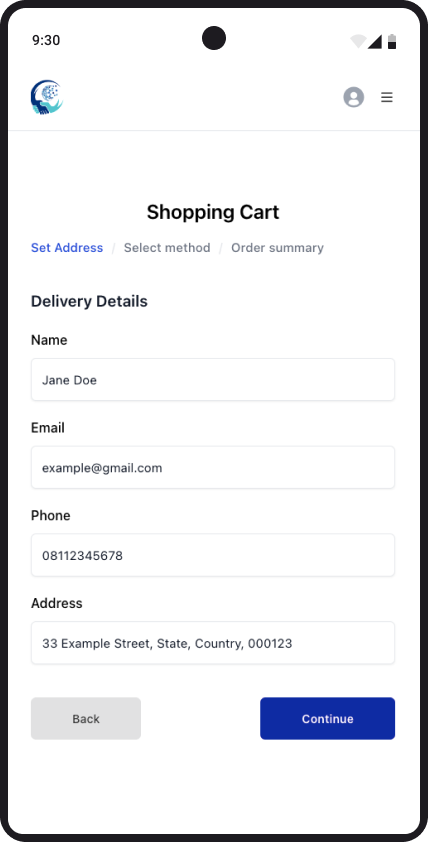 9:30
Shopping Cart
Set Address / Select method / Order summary
Delivery Details
Name
Jane Doe
Email
example@gmail.com
Phone
08112345678
Address
33 Example Street, State, Country, 000123
Back Continue